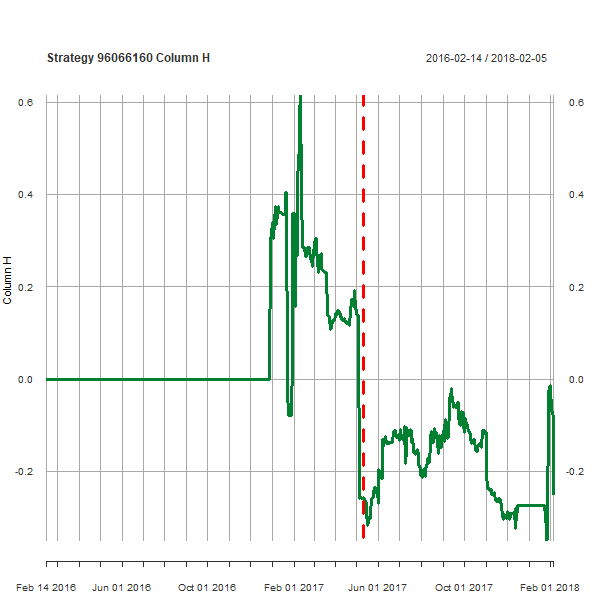 Strategy 96066160 Column H
2016-02-14 / 2018-02-05
0.6
0.6
0.4
0.4
0.2
0.2
0.0
0.0
-0.2
-0.2
Column H
Feb 14 2016
Jun 01 2016
Oct 01 2016
Feb 01 2017
Jun 01 2017
Oct 01 2017
Feb 01 2018